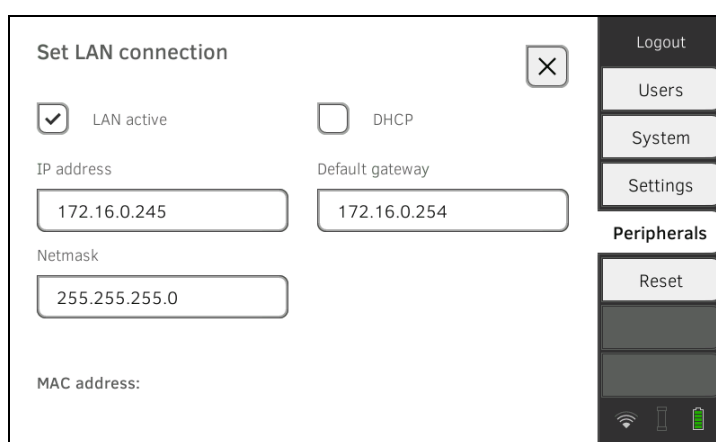 Set LAN connection
LAN active
DHCP
IP address
Default gateway
172.16.0.245
172.16.0.254
Netmask
255.255.255.0
MAC address:
Logout
Users
System
Settings
Peripherals
Reset